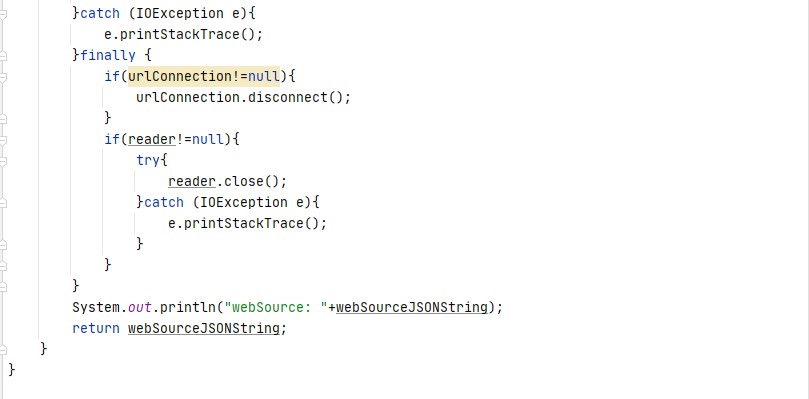 }catch (IOException e){
e.printStackTrace();
}finally {
if(urlConnection!=null){
urlConnection.disconnect();
}
if(reader!=null){
try{
reader.close();
}catch (IOException e){
e.printStackTrace();
}
}
}
System.out.println("webSource: "+webSourceJSONString);
return webSourceJSONString;
}
}